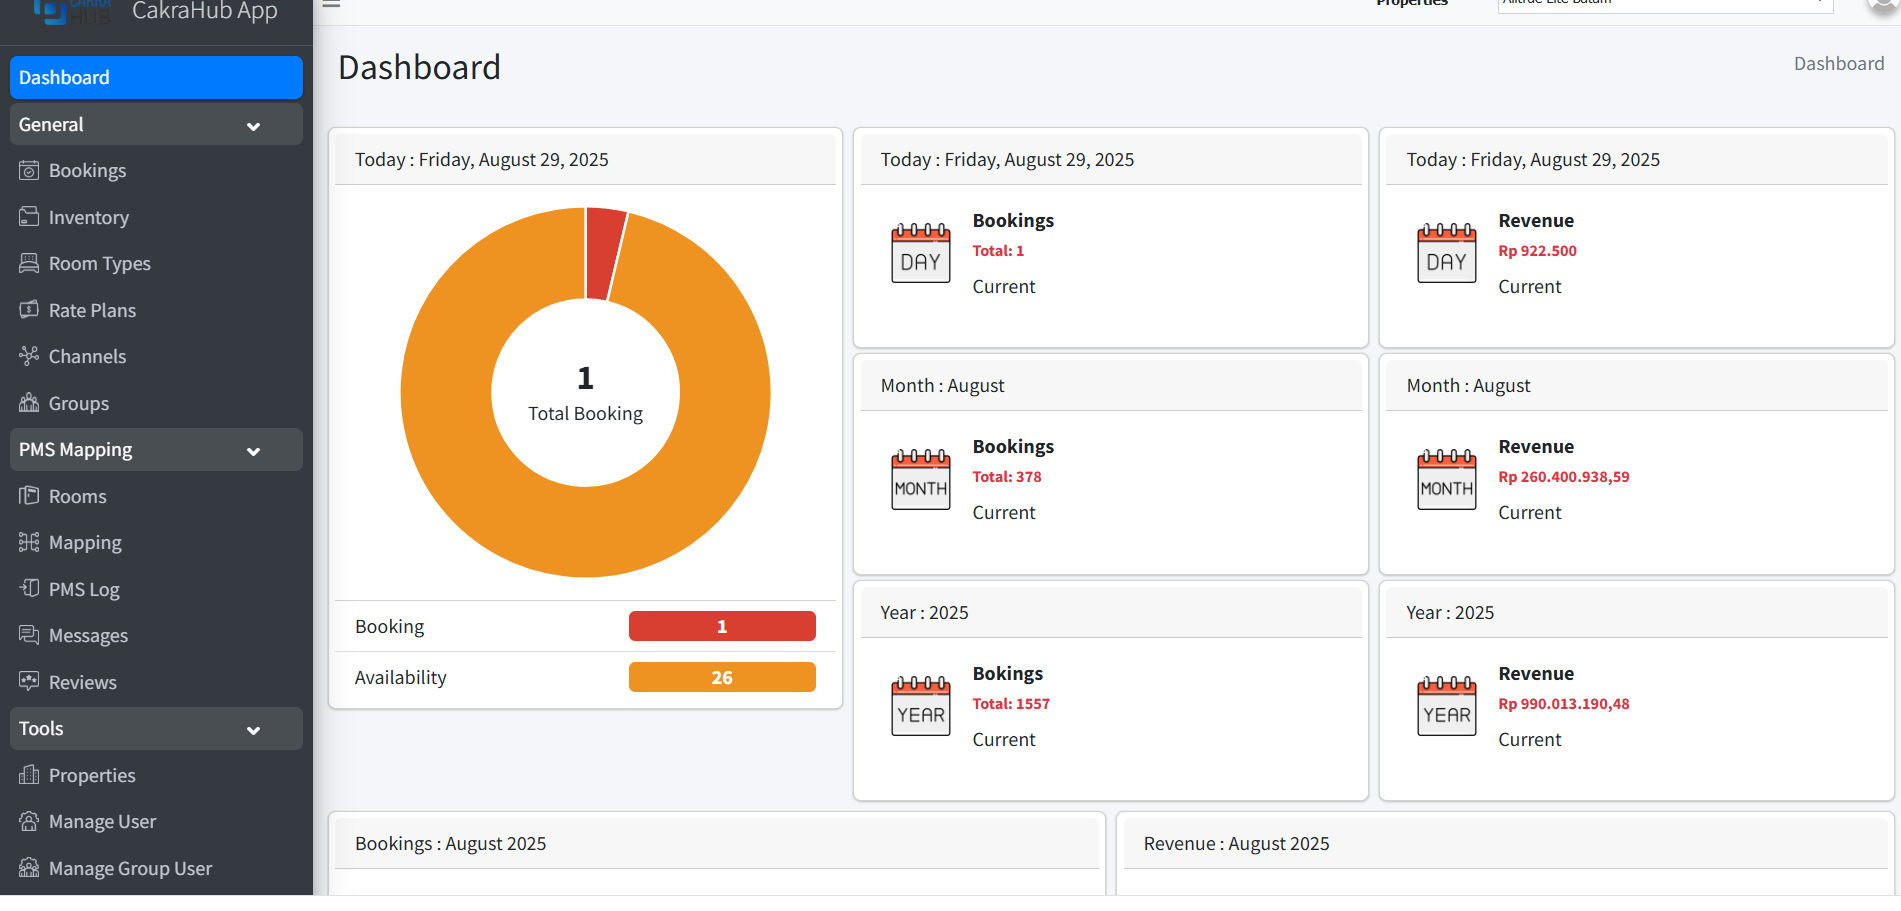 CakraHub App
HUB
Properties
Dashboard
General
Bookings
Inventory
Room Types
Rate Plans
Channels
Groups
PMS Mapping
Rooms
Mapping
PMS Log
Messages
Reviews
Tools
Properties
Manage User
Manage Group User
Dashboard
Dashboard
Today : Friday, August 29, 2025
1
Total Booking
Booking
1
Availability
26
Today : Friday, August 29, 2025
DAY
Bookings
Total: 1
Current
Today : Friday, August 29, 2025
DAY
Revenue
Rp 922.500
Current
Month : August
MONTH
Bookings
Total: 378
Current
Month : August
MONTH
Revenue
Rp 260.400.938,59
Current
Year : 2025
YEAR
Bokings
Total: 1557
Current
Year : 2025
YEAR
Revenue
Rp 990.013.190,48
Current
Bookings : August 2025
Revenue : August 2025